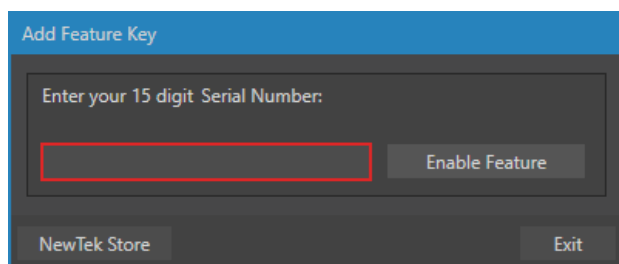 Add Feature Key
Enter your 15 digit Serial Number:
Enable Feature
NewTek Store
Exit